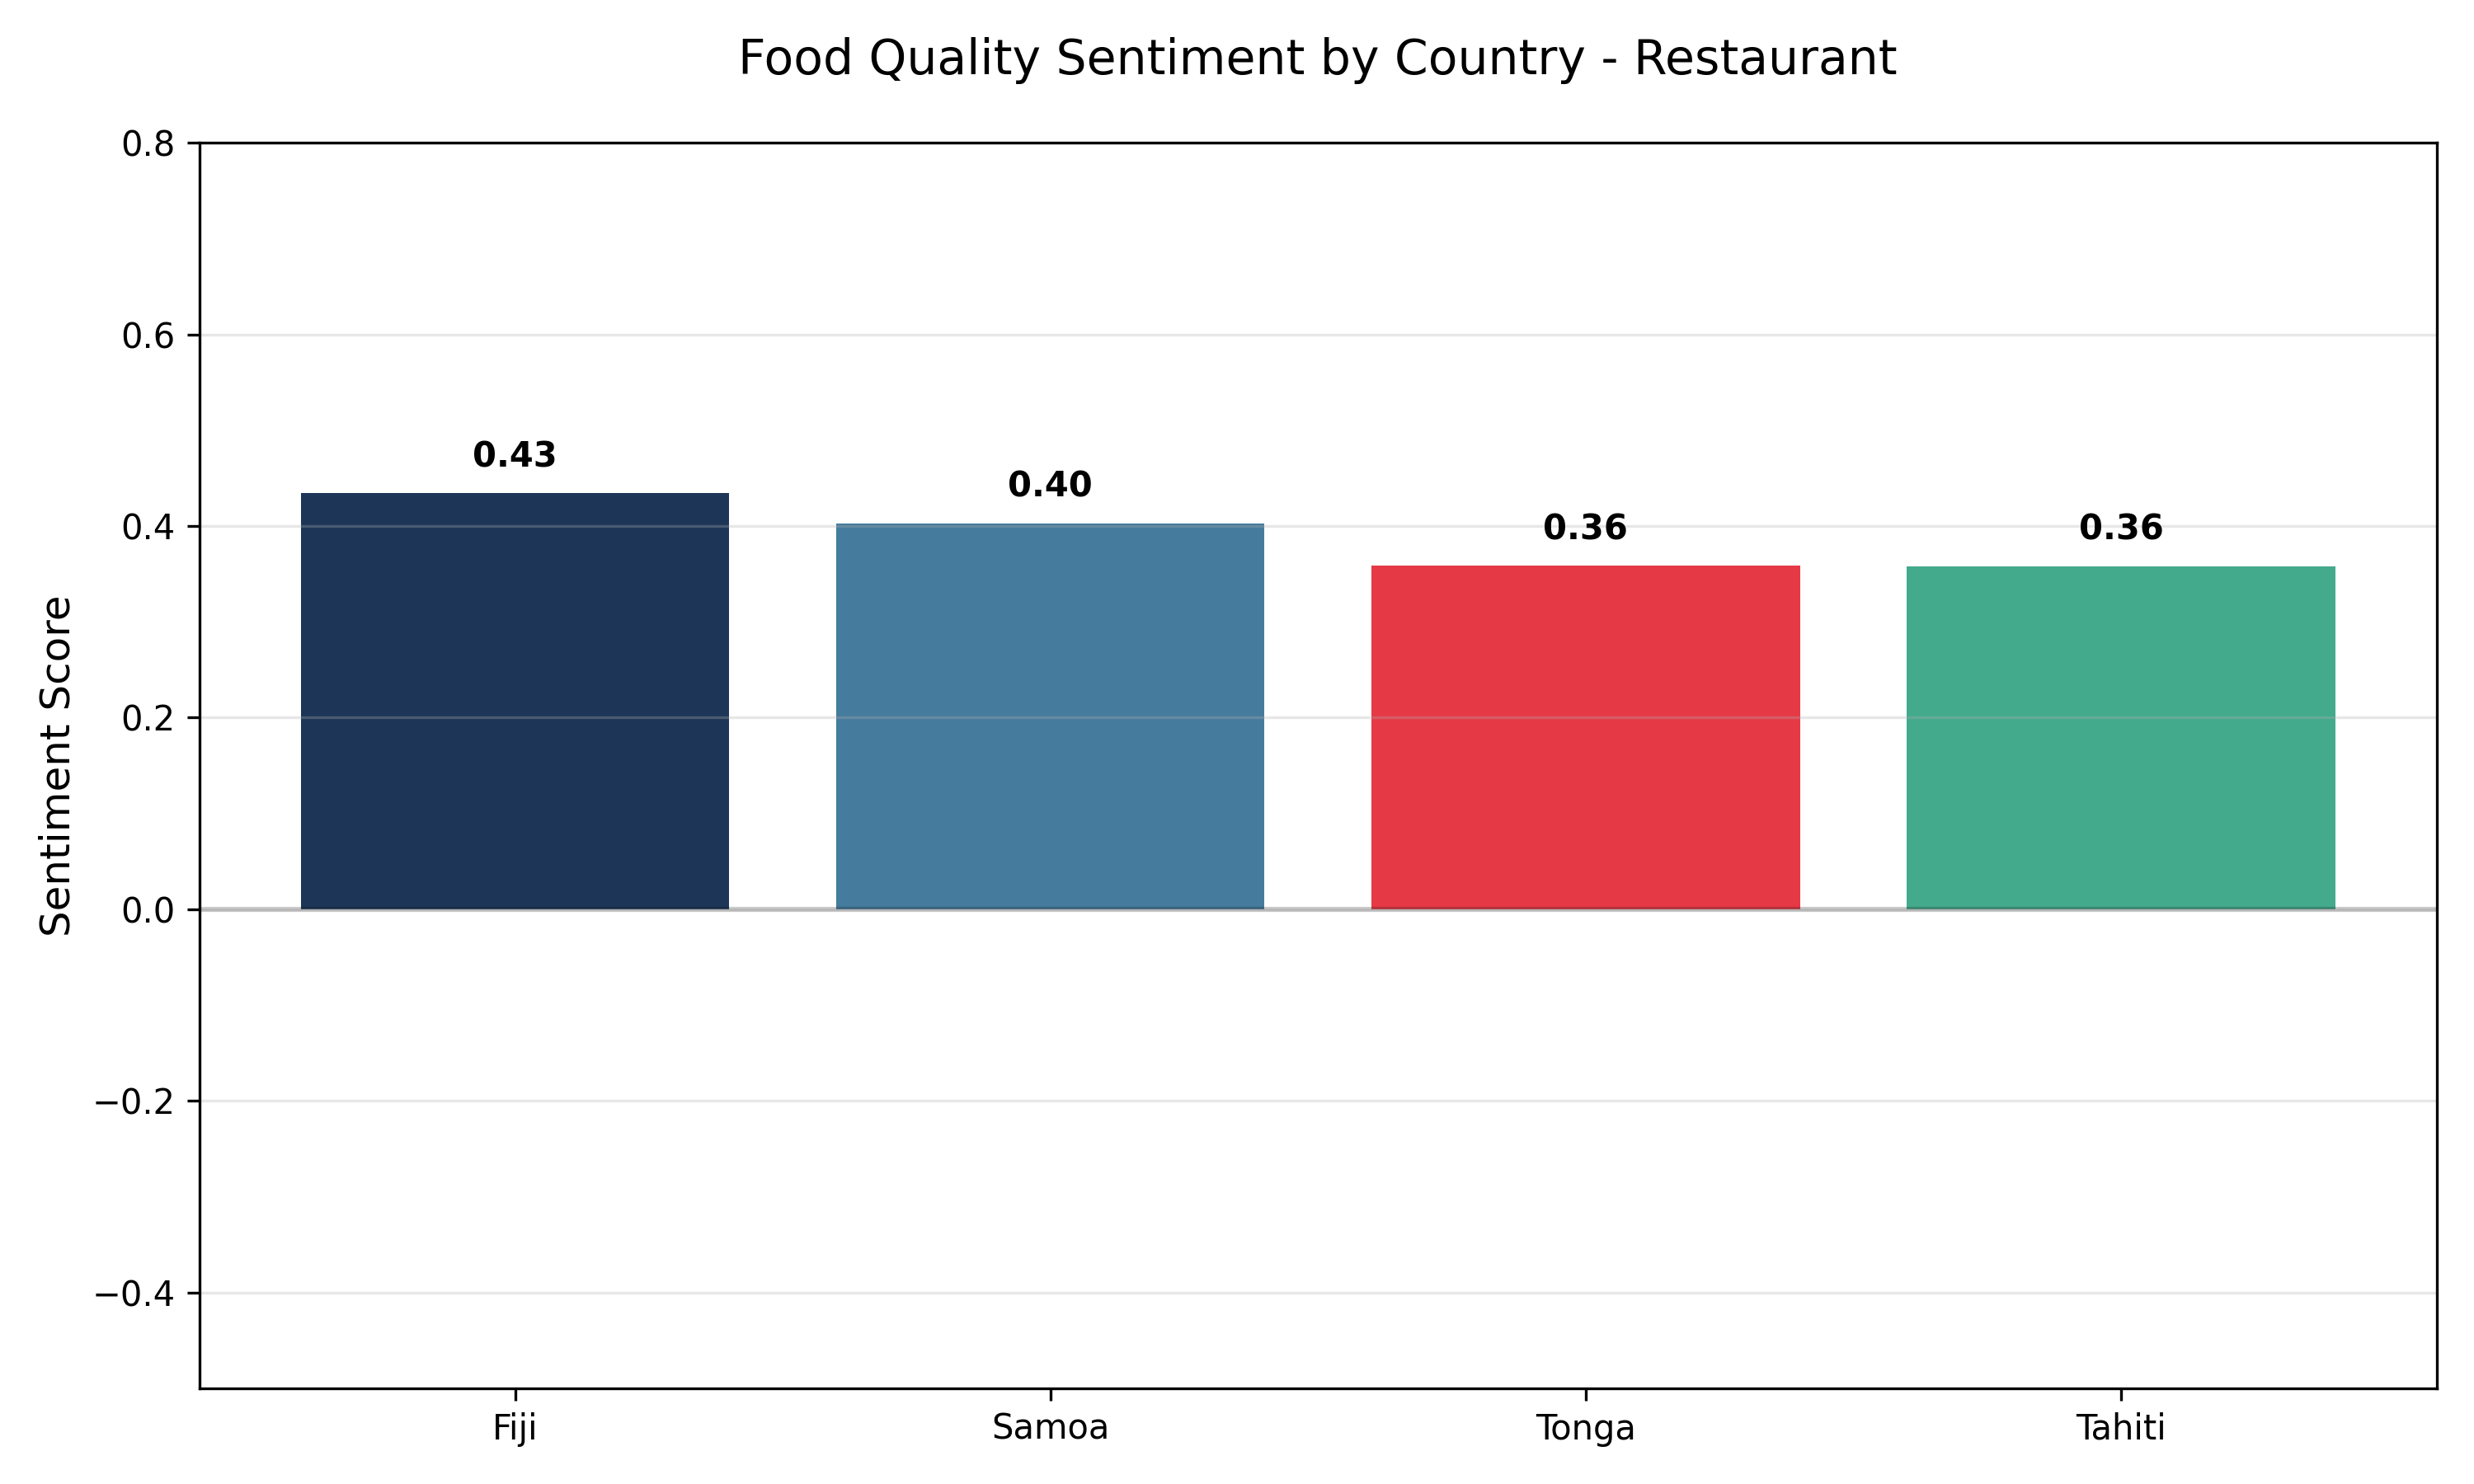 Food Quality Sentiment by Country - Restaurant
Sentiment Score
0.8
0.6
0.4
0.2
0.0
−0.2
−0.4
0.43
0.40
0.36
0.36
Fiji
Samoa
Tonga
Tahiti